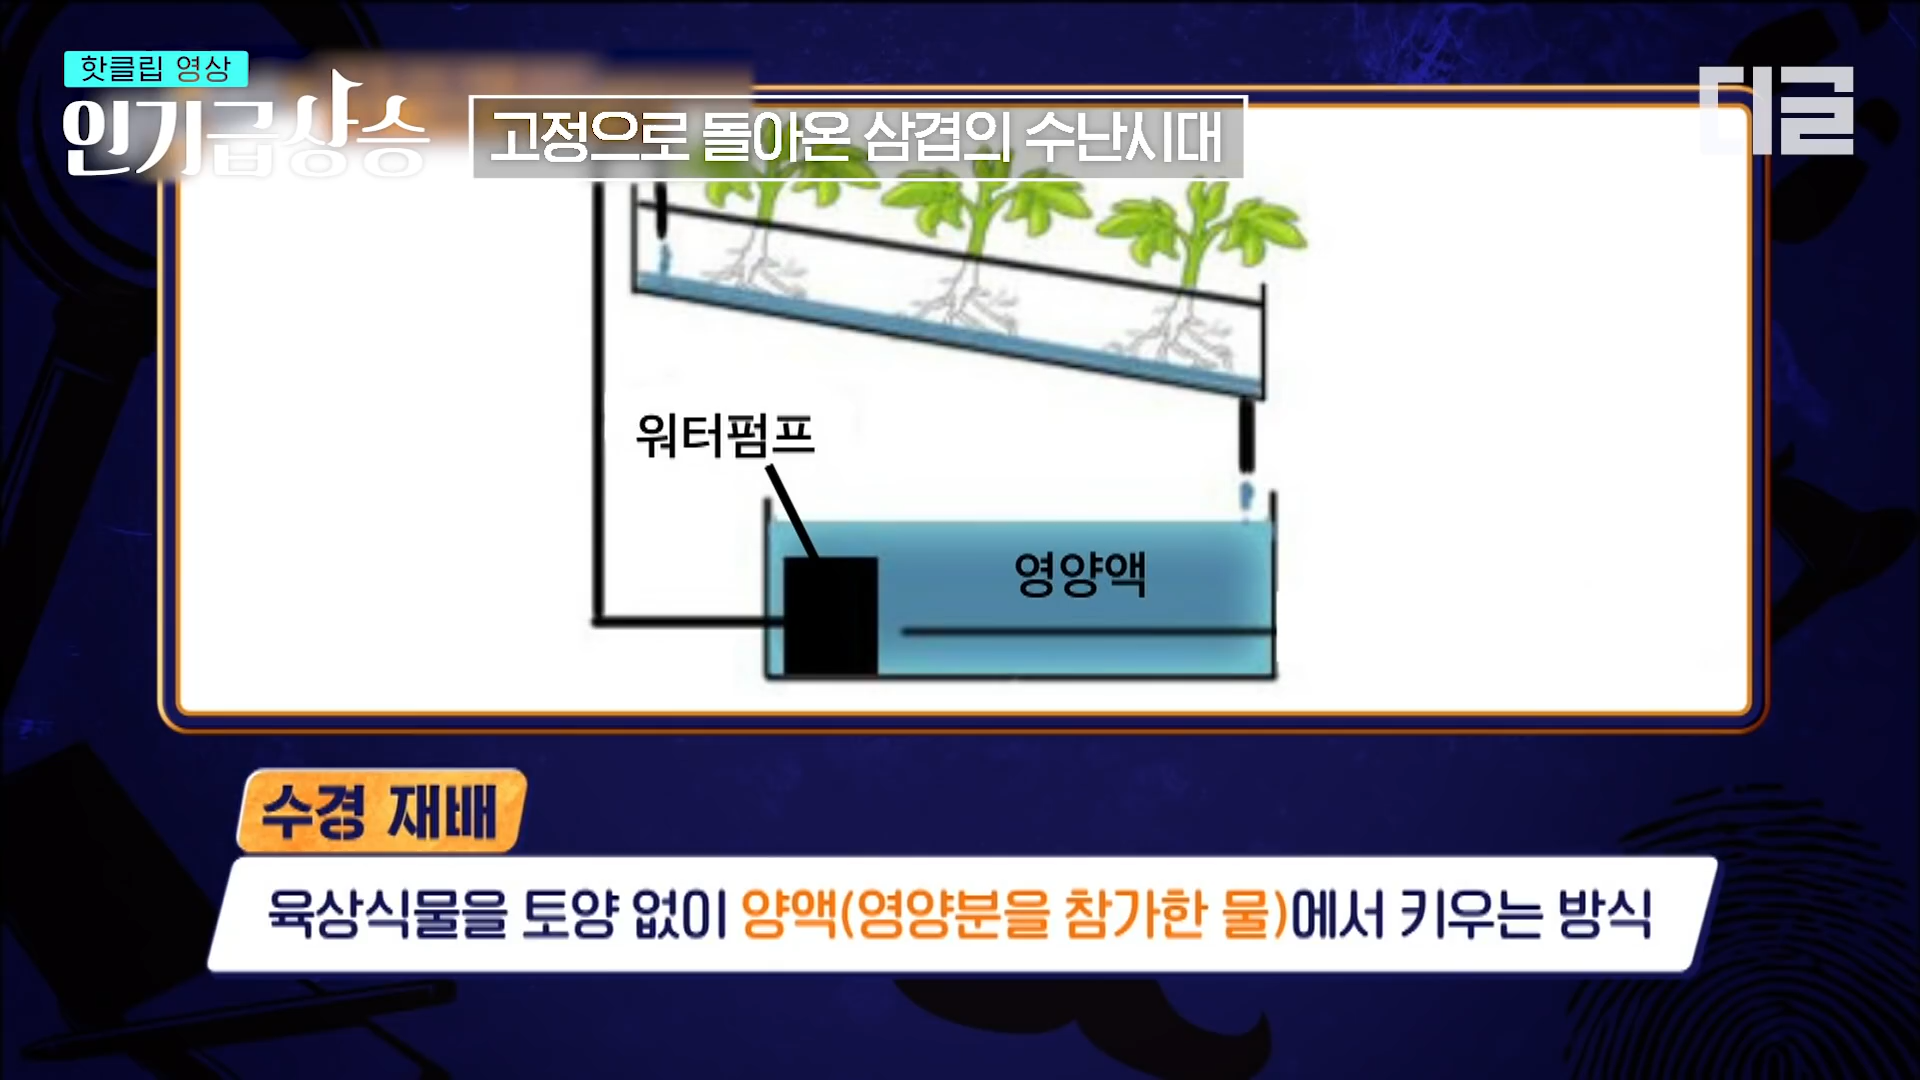 핫클립 영상
인기급상승
고정으로 돌아온 삼겹의 수난시대
디글
워터펌프
영양액
수경 재배
육상식물을 토양 없이 양액(영양분을 참가한 물)에서 키우는 방식